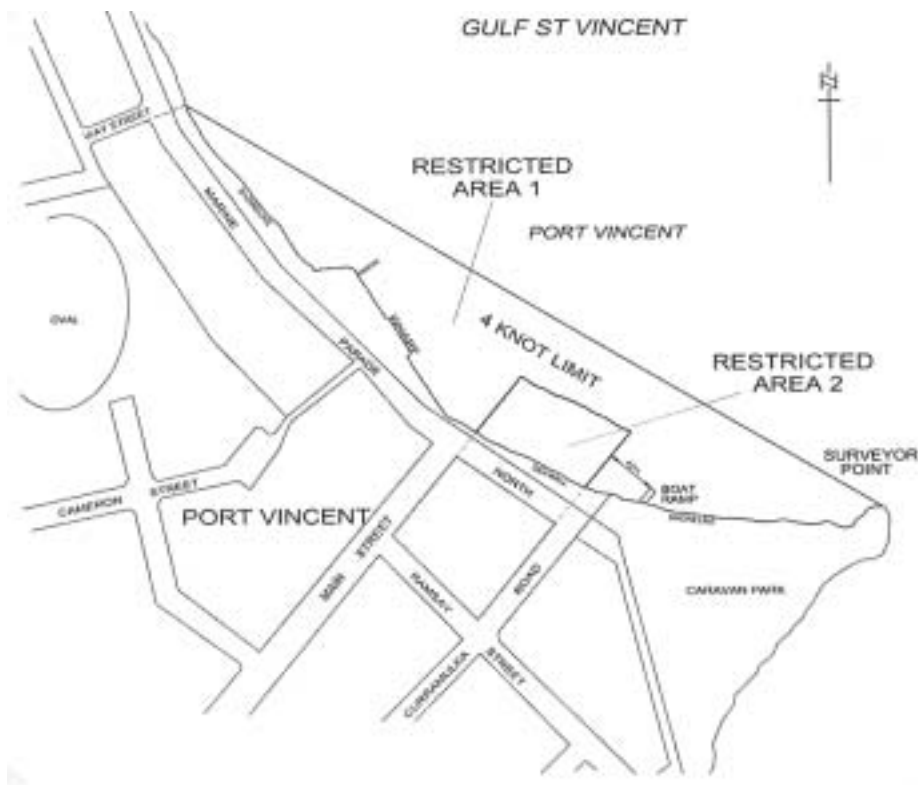 GULF ST VINCENT
N
WAY STREET
RESTRICTED
AREA 1
MARINE
PORT VINCENT
OVAL
WHARF
4 KNOT LIMIT
PARADE
RESTRICTED
AREA 2
SURVEYOR
POINT
BOAT
RAMP
NORTH
CAMERON
STREET
PORT VINCENT
MAIN
STREET
RAMSAY
STREET
CURRAMULKA
ROAD
CARAVAN PARK